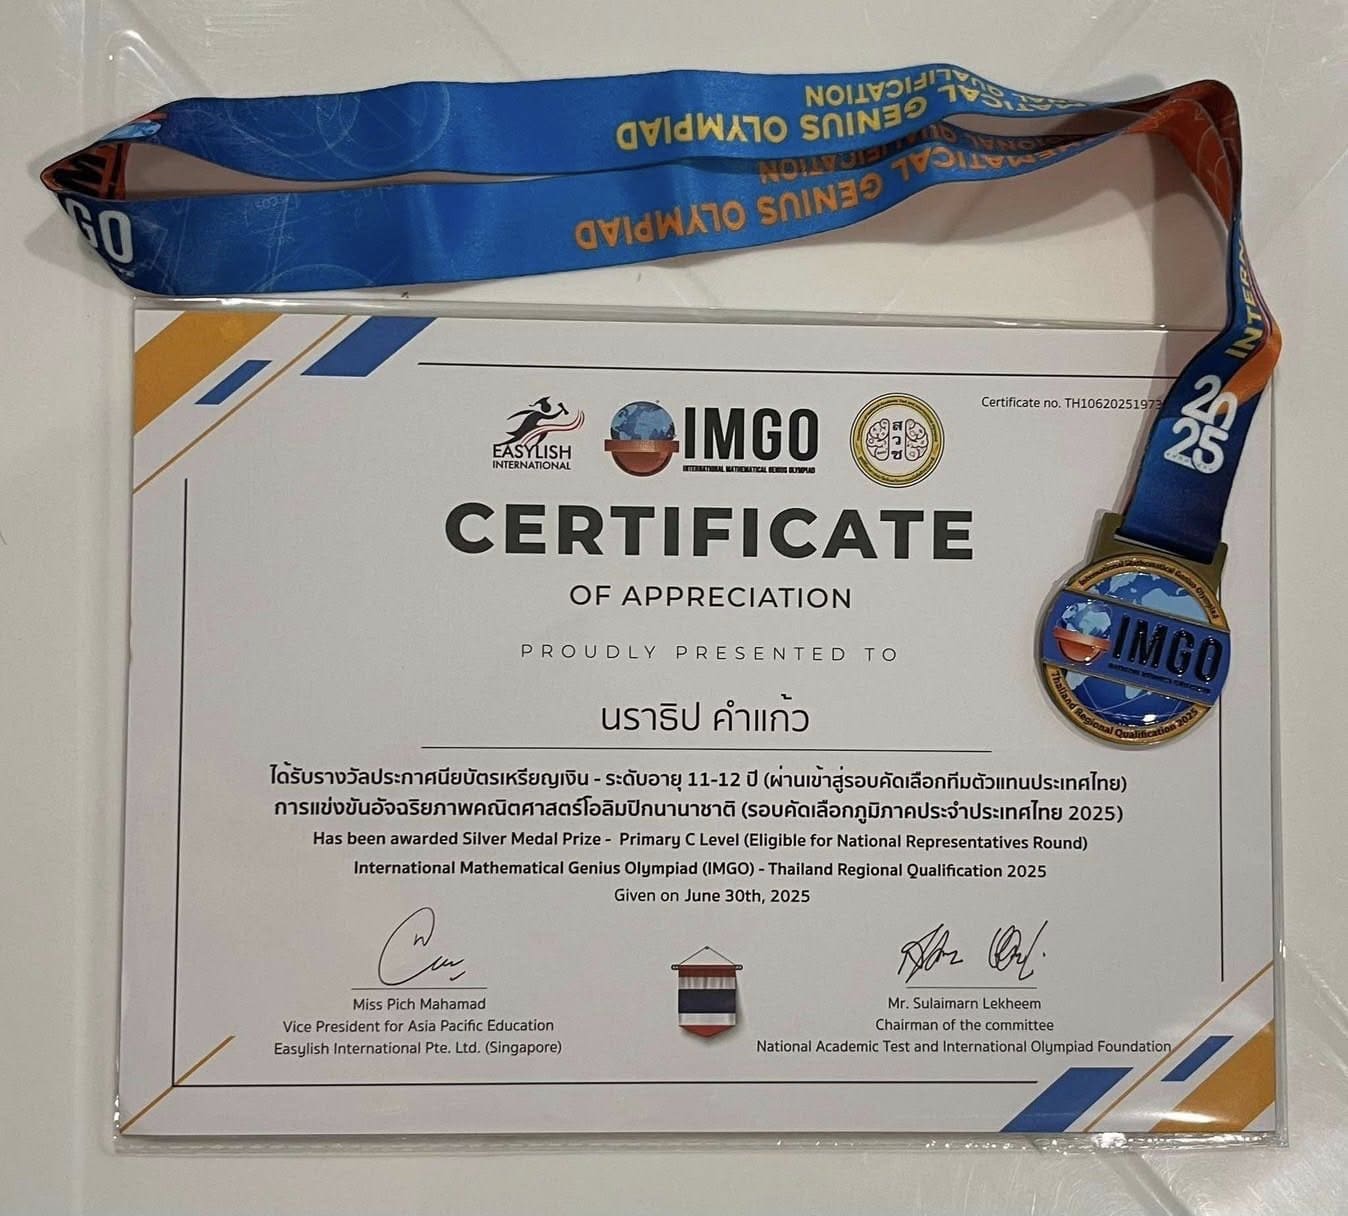 GENIUS OLYMPIAD
QUALIFICATION
GENIUS OLYMPIAD
2025
Certificate no. TH10620251973
EASYLISH
INTERNATIONAL
IMGO
INTERNATIONAL MATHEMATICAL GENIUS OLYMPIAD
สวช
CERTIFICATE
OF APPRECIATION
PROUDLY PRESENTED TO
นราธิป คำแก้ว
ได้รับรางวัลประกาศนียบัตรเหรียญเงิน - ระดับอายุ 11-12 ปี (ผ่านเข้าสู่รอบคัดเลือกทีมตัวแทนประเทศไทย)
การแข่งขันอัจฉริยภาพคณิตศาสตร์โอลิมปิกนานาชาติ (รอบคัดเลือกภูมิภาคประจำประเทศไทย 2025)
Has been awarded Silver Medal Prize - Primary C Level (Eligible for National Representatives Round)
International Mathematical Genius Olympiad (IMGO) - Thailand Regional Qualification 2025
Given on June 30th, 2025
Miss Pich Mahamad
Vice President for Asia Pacific Education
Easylish International Pte. Ltd. (Singapore)
Mr. Sulaimarn Lekheem
Chairman of the committee
National Academic Test and International Olympiad Foundation
International Mathematical Genius Olympiad
IMGO
Thailand Regional Qualification 2025